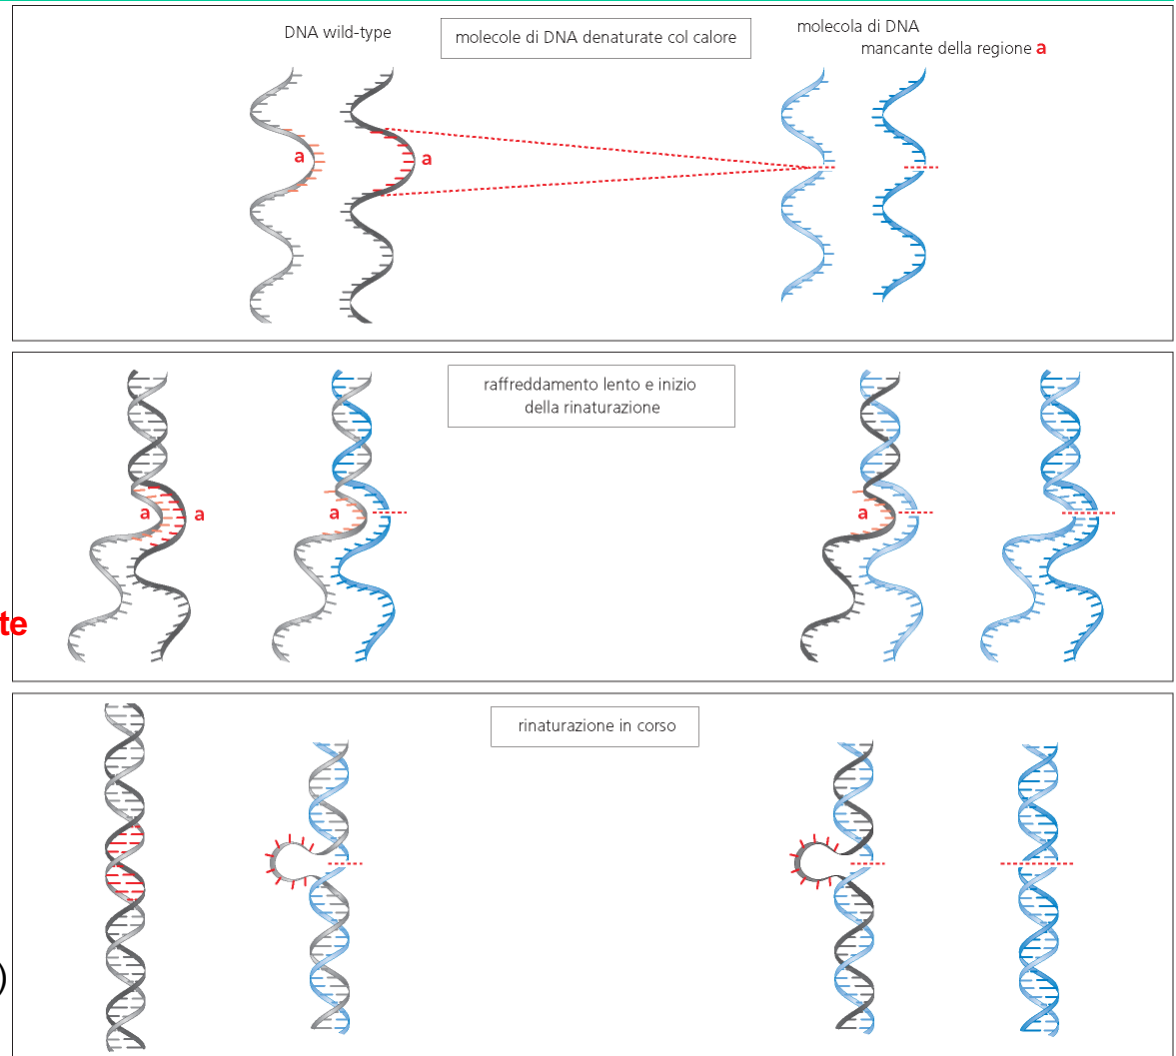 DNA wild-type
molecole di DNA denaturate col calore
molecola di DNA
mancante della regione a
a
a
raffreddamento lento e inizio
della rinaturazione
a
a
a
a
te
rinaturazione in corso
)